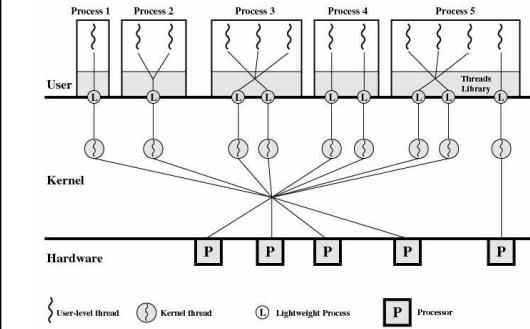 Process 1 Process 2 Process 3 Process 4 Process 5
User
Threads
Library
L L L L L L L L L
Kernel
P P P P P
Hardware
User-level thread Kernel thread L Lightweight Process P Processor